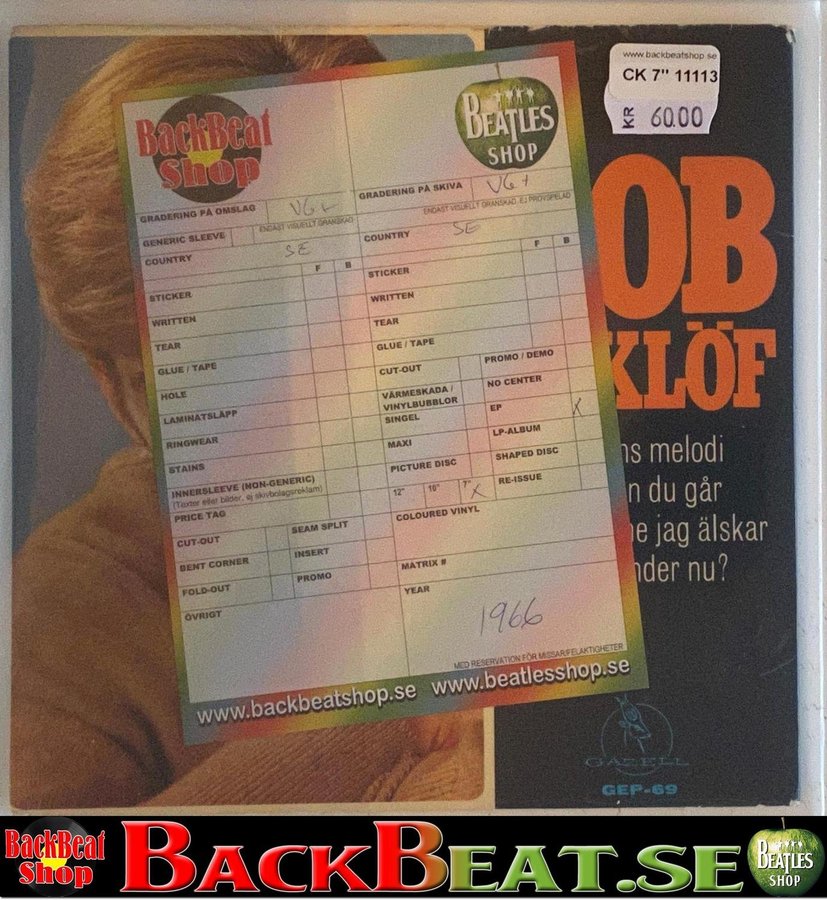 www.backbeatshop.se
CK 7" 11113
KR 60.00
BackBeat Shop
BEATLES SHOP
GRADERING PÅ OMSLAG
ENDAST VISUELLT GRANSKAD
GENERIC SLEEVE
COUNTRY SE
F B
STICKER
WRITTEN
TEAR
GLUE / TAPE
HOLE
LAMINATSLÄPP
RINGWEAR
STAINS
INNERSLEEVE (NON-GENERIC)
(Texter eller bilder, ej skivbolagsreklam)
PRICE TAG
CUT-OUT
SEAM SPLIT
BENT CORNER
INSERT
FOLD-OUT
PROMO
ÖVRIGT
GRADERING PÅ SKIVA VG+
ENDAST VISUELLT GRANSKAD, EJ PROVSPELAD
COUNTRY SE
F B
STICKER
WRITTEN
TEAR
GLUE / TAPE
CUT-OUT
PROMO / DEMO
VÄRMESKADA /
VINYLBUBBLOR
NO CENTER
SINGEL
EP X
MAXI
LP-ALBUM
PICTURE DISC
SHAPED DISC
12" 10" 7" X
RE-ISSUE
COLOURED VINYL
MATRIX #
YEAR
1966
MED RESERVATION FÖR MISSAR/FELAKTIGHETER
www.backbeatshop.se www.beatlesshop.se
OB
KLÖF
ns melodi
n du går
ne jag älskar
nder nu?
GAZELL
GEP-69
BackBeat Shop
BACKBEAT.SE
BEATLES SHOP